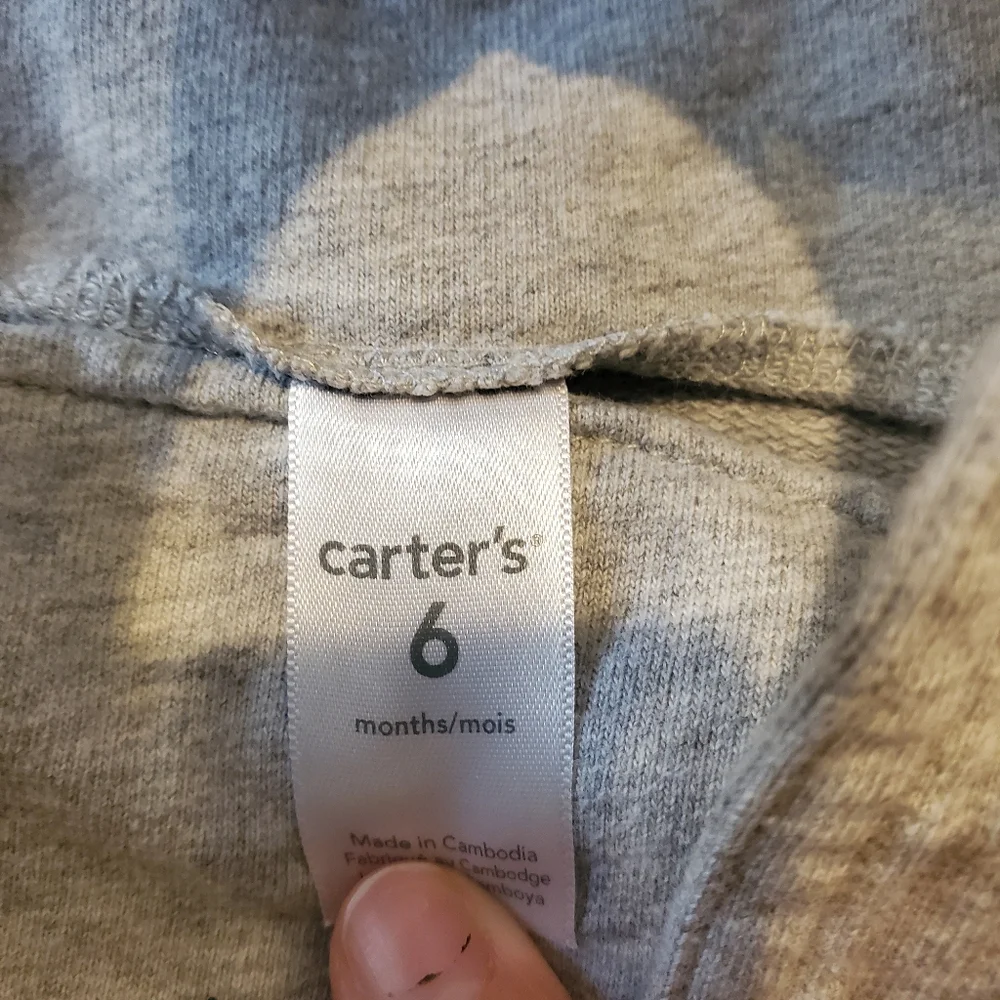 carter's®
6
months/mois
Made in Cambodia
Cambodge